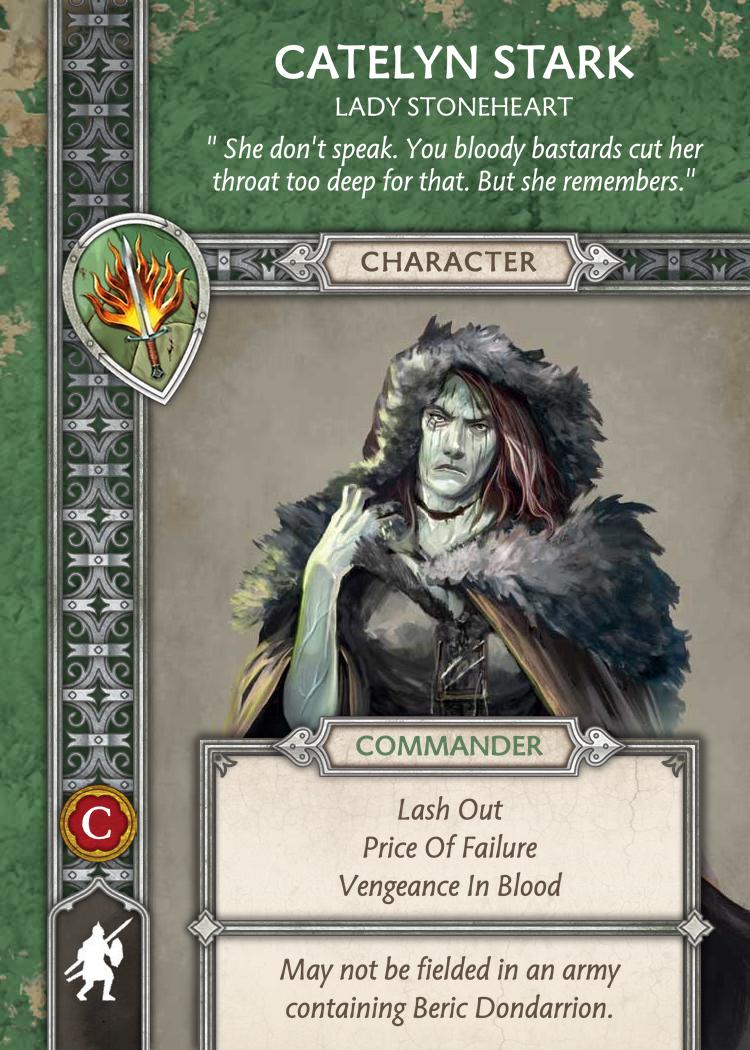 CATELYN STARK
LADY STONEHEART
" She don't speak. You bloody bastards cut her
throat too deep for that. But she remembers."
CHARACTER
COMMANDER
C
Lash Out
Price Of Failure
Vengeance In Blood
May not be fielded in an army
containing Beric Dondarrion.